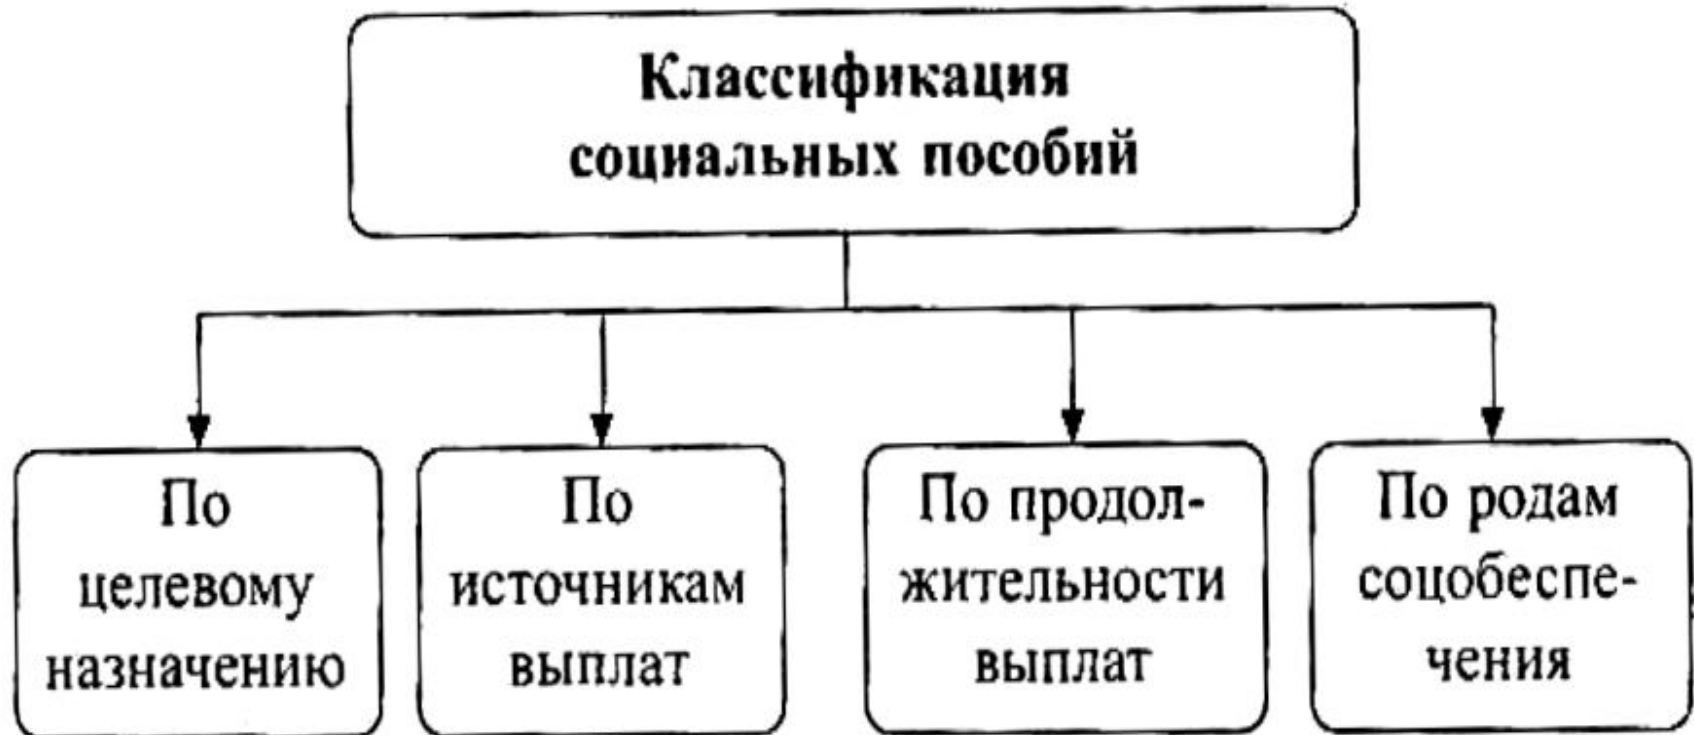 Классификация
социальных пособий
По
целевому
назначению
По
источникам
выплат
По продол-
жительности
выплат
По родам
соцобеспе-
чения